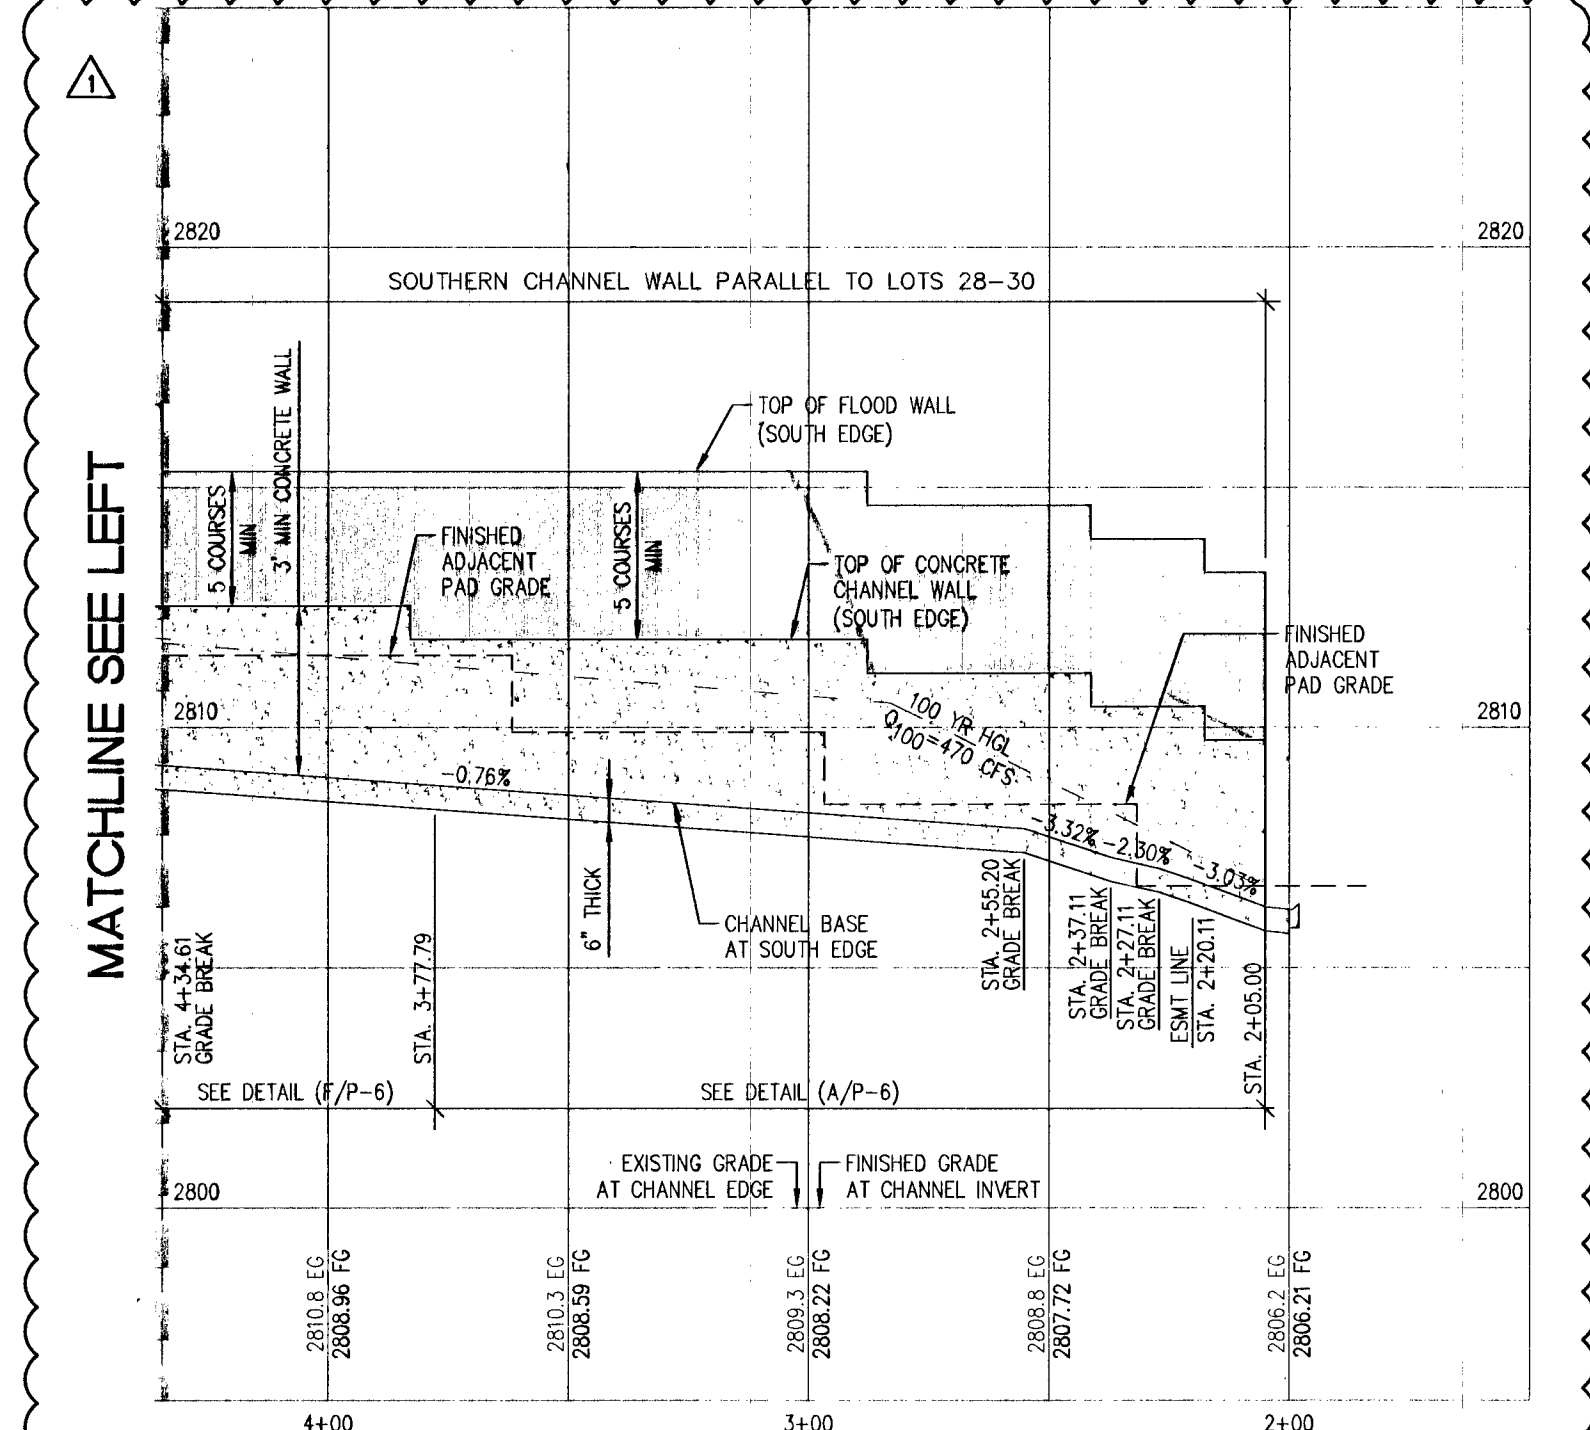 1
MATCHLINE SEE LEFT
2820
2820
SOUTHERN CHANNEL WALL PARALLEL TO LOTS 28-30
TOP OF FLOOD WALL
(SOUTH EDGE)
5 COURSES
MIN
3' MIN CONCRETE WALL
FINISHED
ADJACENT
PAD GRADE
5 COURSES
MIN
TOP OF CONCRETE
CHANNEL WALL
(SOUTH EDGE)
FINISHED
ADJACENT
PAD GRADE
2810
2810
100 YR HGL
Q100=470 CFS
-0.76%
-3.32%
-2.30%
-3.03%
6" THICK
CHANNEL BASE
AT SOUTH EDGE
STA. 4+34.61
GRADE BREAK
STA. 3+77.79
STA. 2+55.20
GRADE BREAK
STA. 2+37.11
GRADE BREAK
STA. 2+27.11
GRADE BREAK
ESMT LINE
STA. 2+20.11
STA. 2+05.00
SEE DETAIL (F/P-6)
SEE DETAIL (A/P-6)
EXISTING GRADE
AT CHANNEL EDGE
FINISHED GRADE
AT CHANNEL INVERT
2800
2800
2810.8 EG
2808.96 FG
2810.3 EG
2808.59 FG
2809.3 EG
2808.22 FG
2808.8 EG
2807.72 FG
2806.2 EG
2806.21 FG
4+00
3+00
2+00